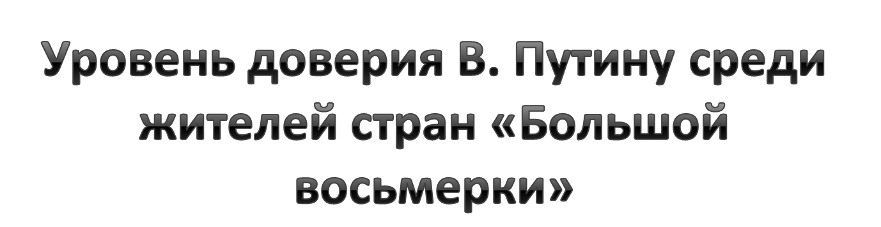 Уровень доверия В. Путину среди
жителей стран «Большой
восьмерки»